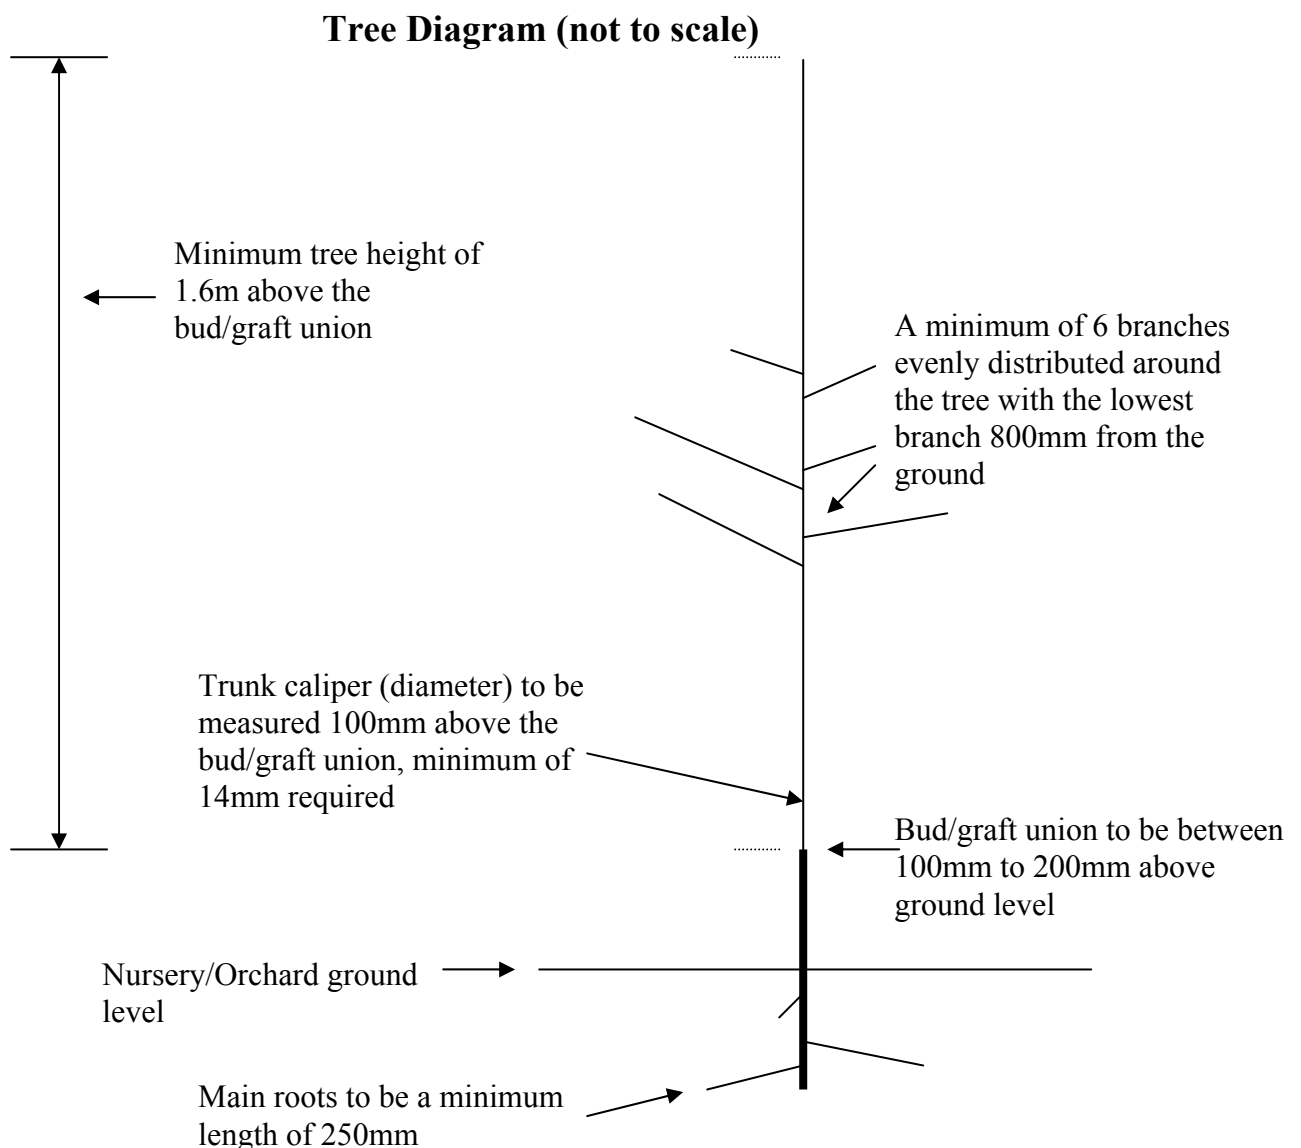 Tree Diagram (not to scale)
Minimum tree height of
1.6m above the
bud/graft union
A minimum of 6 branches
evenly distributed around
the tree with the lowest
branch 800mm from the
ground
Trunk caliper (diameter) to be
measured 100mm above the
bud/graft union, minimum of
14mm required
Bud/graft union to be between
100mm to 200mm above
ground level
Nursery/Orchard ground
level
Main roots to be a minimum
length of 250mm